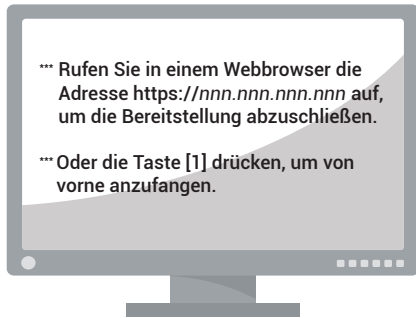 *** Rufen Sie in einem Webbrowser die
Adresse https://nnn.nnn.nnn.nnn auf,
um die Bereitstellung abzuschließen.
*** Oder die Taste [1] drücken, um von
vorne anzufangen.